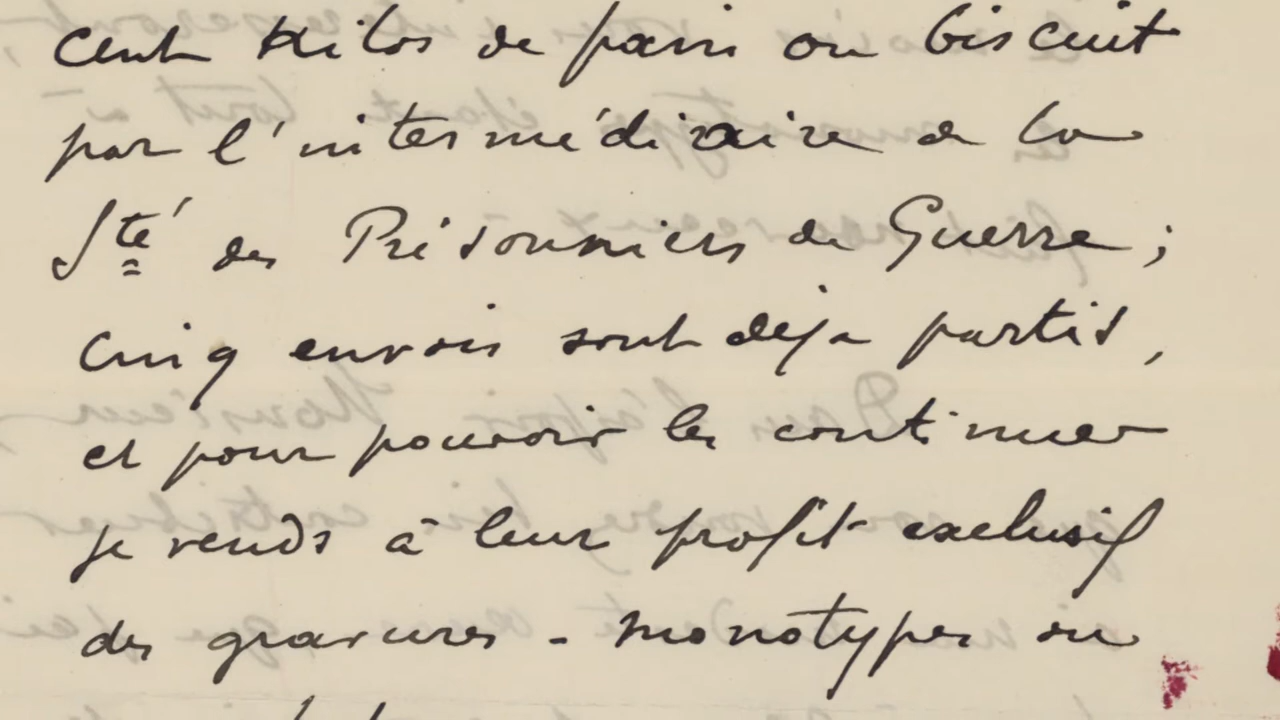 cent Kilos de pain ou biscuit
par l'intermédiaire de la
Sté des Prisonniers de Guerre ;
cinq envois sont déja partis,
et pour pouvoir les continuer
je vends à leur profit exclusif
des gravures - monotypes ou